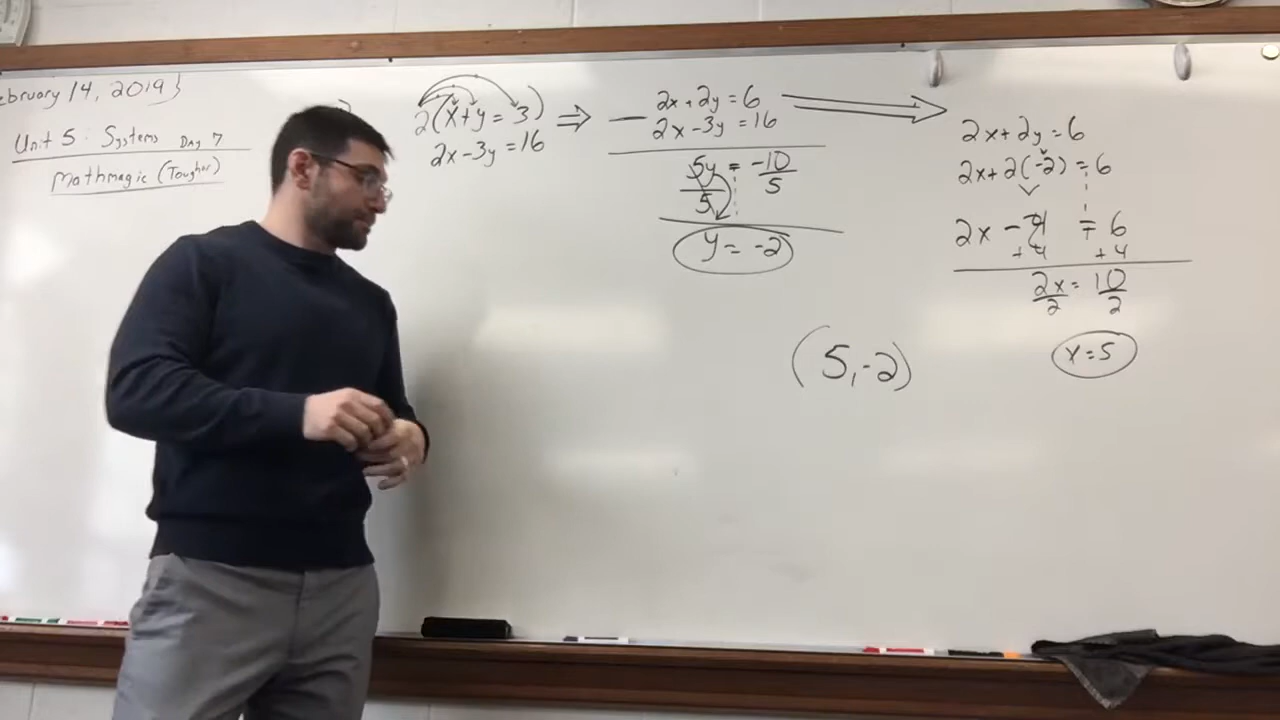 ebruary 14, 2019}
Unit 5: Systems Day 7
Mathmagic (Tougher)
2(x+y=3)
2x-3y=16
⇒
2x+2y=6
— 2x-3y=16
5y = -10
5 5
y = -2
2x+2y=6
2x+2(-2)=6
2x-4 = 6
+4 +4
2x = 10
2 2
x=5
(5,-2)